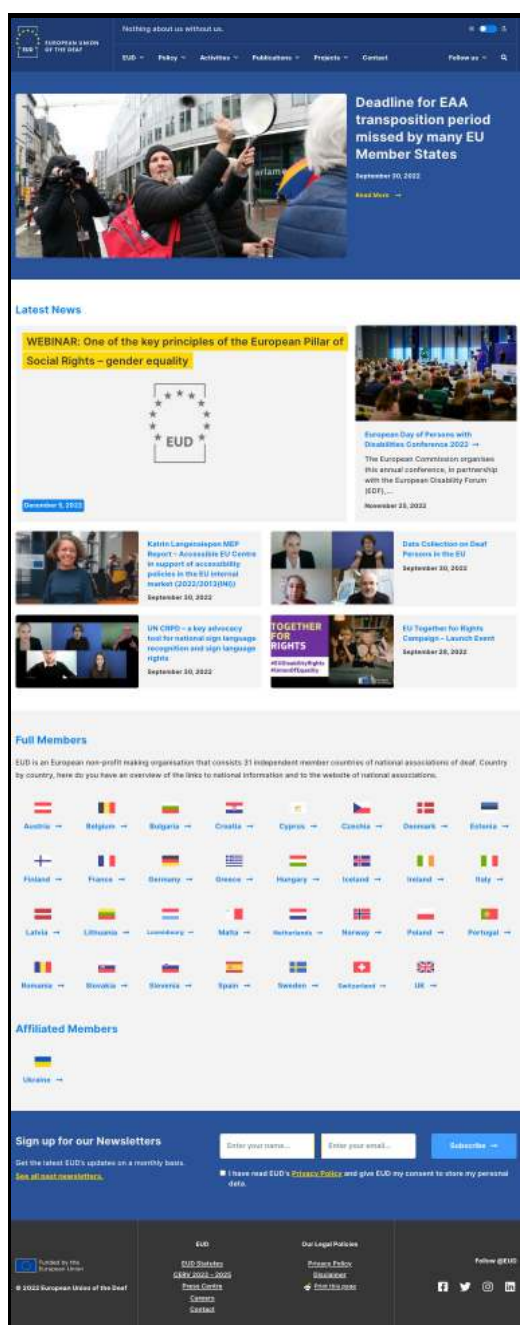 Nothing about us without us.
EUD
EUROPEAN UNION
OF THE DEAF
EUD
Policy
Activities
Publications
Projects
Contact
Follow us
Deadline for EAA
transposition period
missed by many EU
Member States
September 30, 2022
Read More →
Latest News
WEBINAR: One of the key principles of the European Pillar of
Social Rights – gender equality
EUD
December 5, 2022
European Day of Persons with
Disabilities Conference 2022 →
The European Commission organises
this annual conference, in partnership
with the European Disability Forum
(EDF),...
November 25, 2022
Katrin Langensiepen MEP
Report – Accessible EU Centre
in support of accessibility
policies in the EU internal
market (2022/2013(INI))
September 30, 2022
Data Collection on Deaf
Persons in the EU
September 30, 2022
UN CRPD – a key advocacy
tool for national sign language
recognition and sign language
rights
September 30, 2022
TOGETHER
FOR
RIGHTS
#EUDisabilityRights
#UnionOfEquality
EU Together for Rights
Campaign – Launch Event
September 28, 2022
Full Members
EUD is an European non-profit making organisation that consists 31 independent member countries of national associations of deaf. Country
by country, here do you have an overview of the links to national information and to the website of national associations.
Austria → Belgium → Bulgaria → Croatia → Cyprus → Czechia → Denmark → Estonia →
Finland → France → Germany → Greece → Hungary → Iceland → Ireland → Italy →
Latvia → Lithuania → Luxembourg → Malta → Netherlands → Norway → Poland → Portugal →
Romania → Slovakia → Slovenia → Spain → Sweden → Switzerland → UK →
Affiliated Members
Ukraine →
Sign up for our Newsletters
Get the latest EUD's updates on a monthly basis.
See all past newsletters.
Enter your name...
Enter your email...
Subscribe →
I have read EUD's Privacy Policy and give EUD my consent to store my personal
data.
Funded by the
European Union
© 2022 European Union of the Deaf
EUD
EUD Statutes
CERV 2022 - 2025
Press Centre
Careers
Contact
Our Legal Policies
Privacy Policy
Disclaimer
Print this page
Follow @EUD